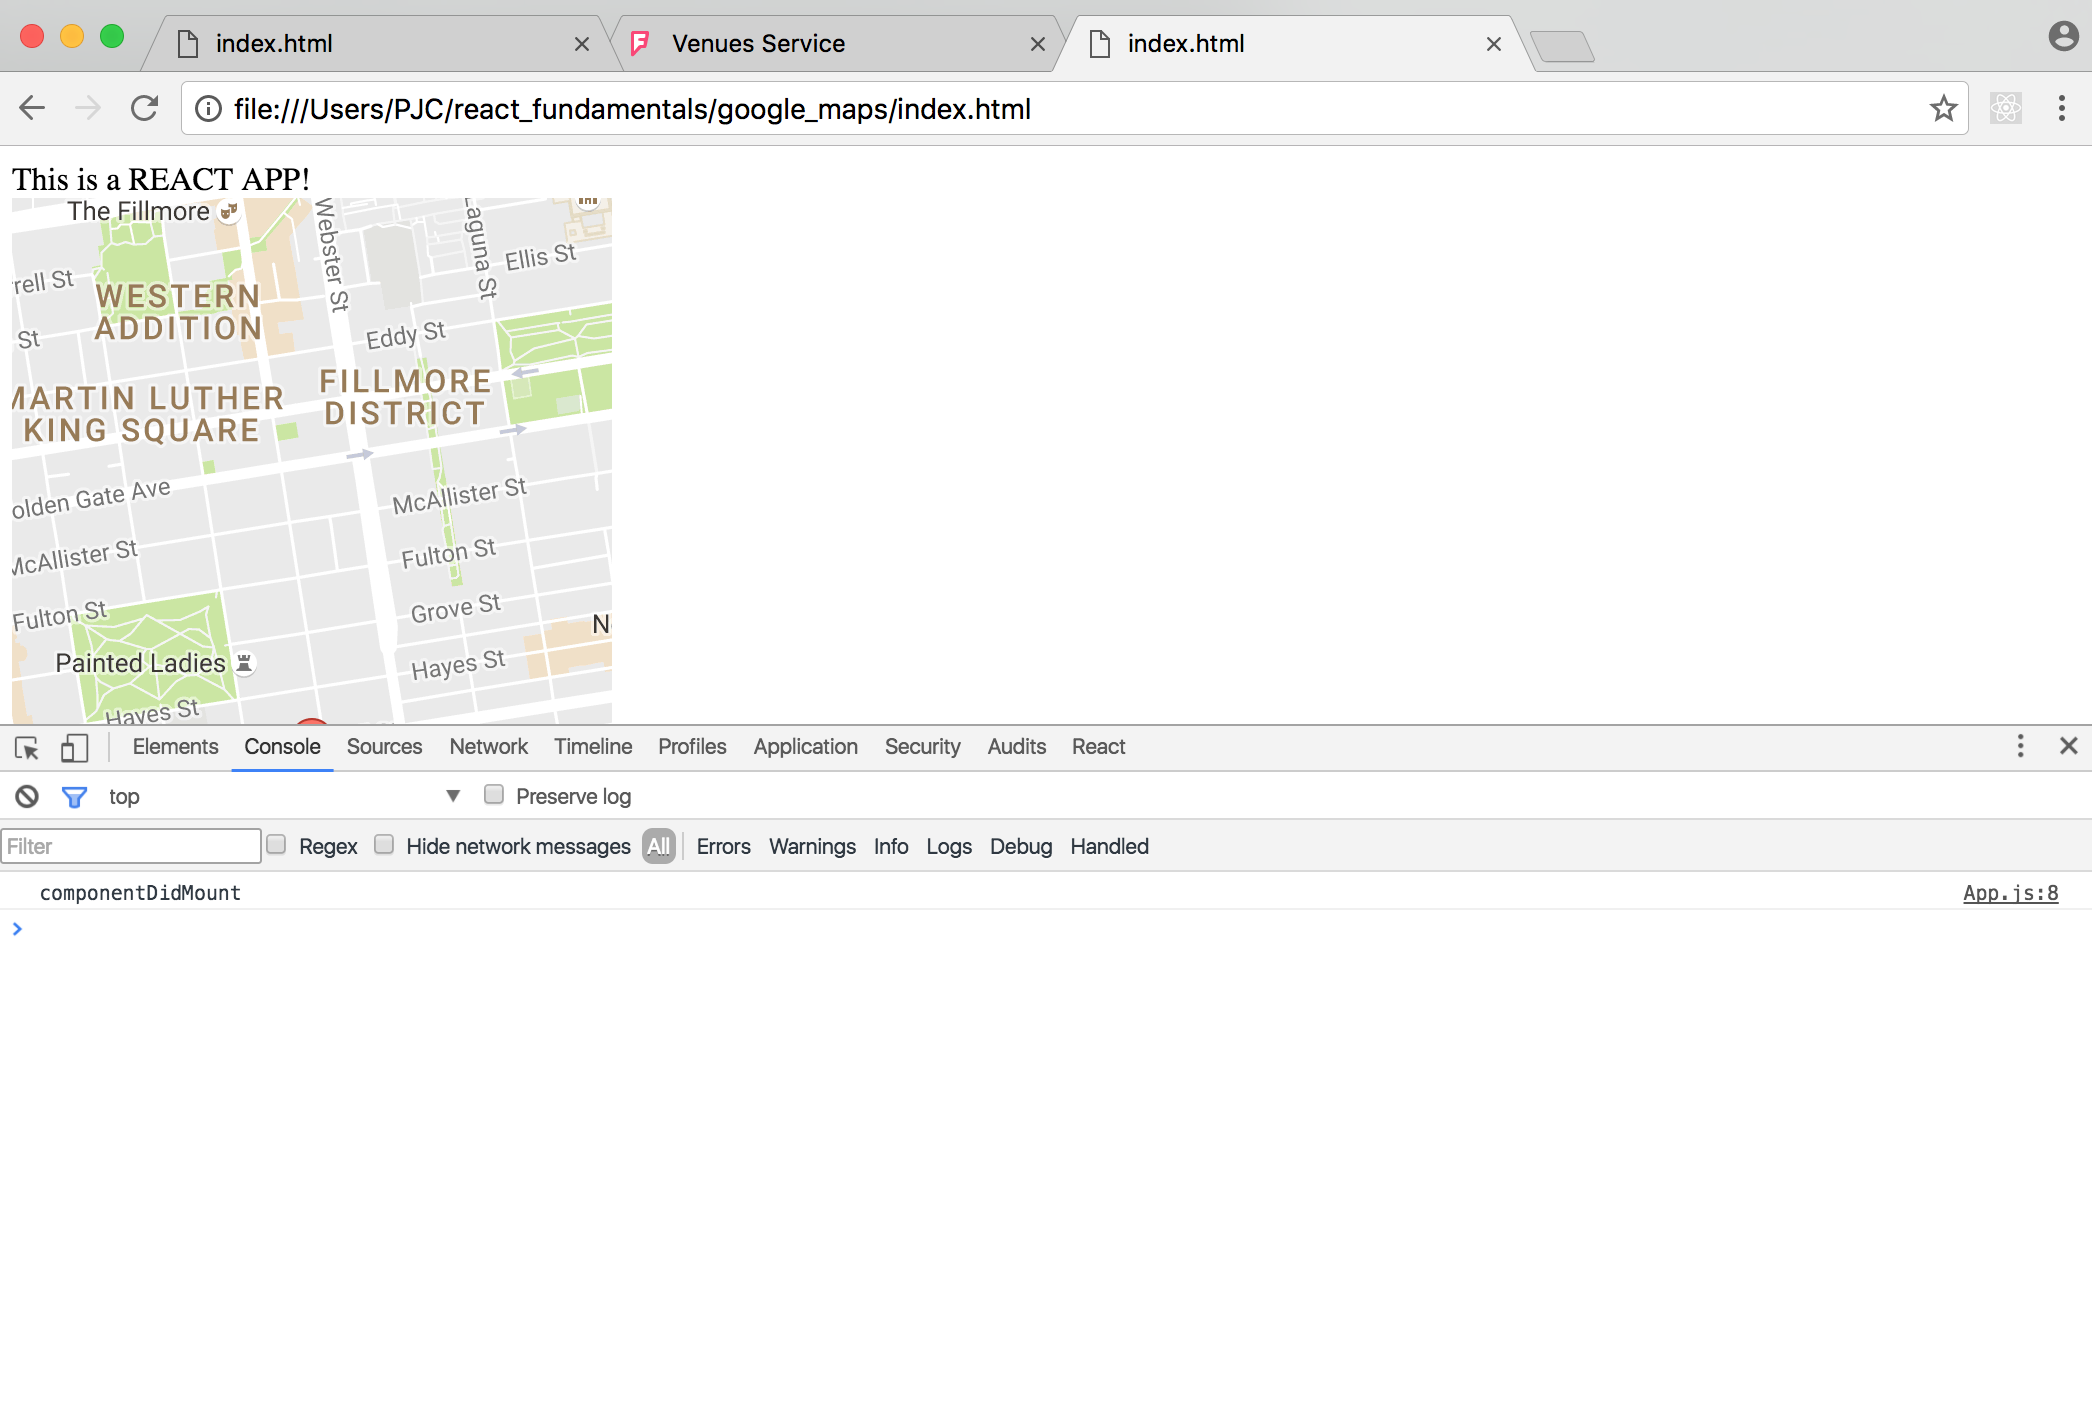 index.html
Venues Service
index.html
file:///Users/PJC/react_fundamentals/google_maps/index.html
This is a REACT APP!
The Fillmore
Webster St
Laguna St
Ellis St
rell St
WESTERN
ADDITION
St
Eddy St
FILLMORE
DISTRICT
MARTIN LUTHER
KING SQUARE
olden Gate Ave
McAllister St
McAllister St
Fulton St
Fulton St
Grove St
N
Painted Ladies
Hayes St
Hayes St
Elements Console Sources Network Timeline Profiles Application Security Audits React
top ▼ Preserve log
Filter Regex Hide network messages All Errors Warnings Info Logs Debug Handled
componentDidMount App.js:8
>